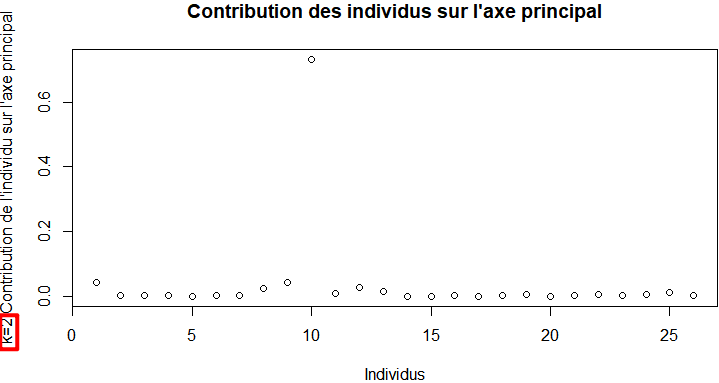 Contribution des individus sur l'axe principal
k=2 Contribution de l'individu sur l'axe principal
0.6
0.4
0.2
0.0
0 5 10 15 20 25
Individus